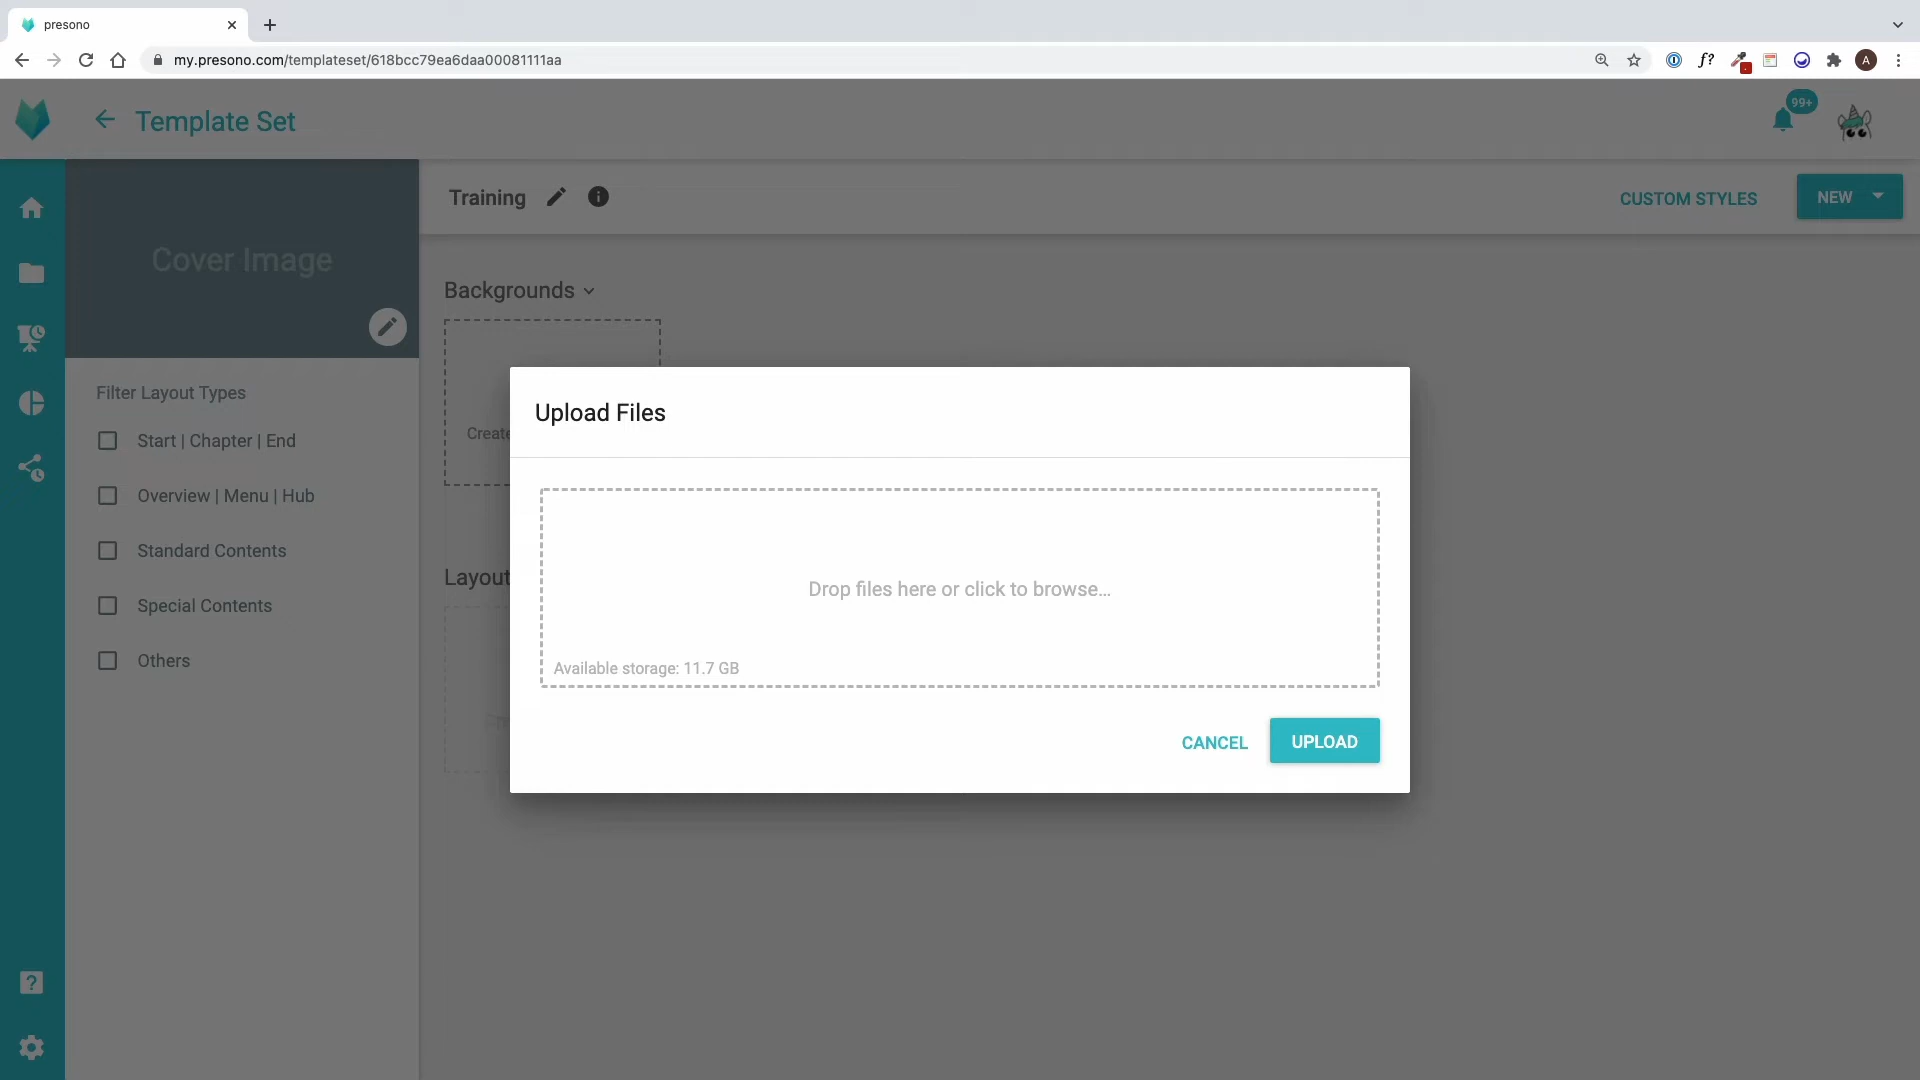 presono
my.presono.com/templateset/618bcc79ea6daa00081111aa
f?
A
Template Set
99+
Cover Image
Training
CUSTOM STYLES
NEW
Backgrounds
Create
Filter Layout Types
Start | Chapter | End
Overview | Menu | Hub
Standard Contents
Special Contents
Others
Layout
Upload Files
Drop files here or click to browse...
Available storage: 11.7 GB
CANCEL
UPLOAD
?